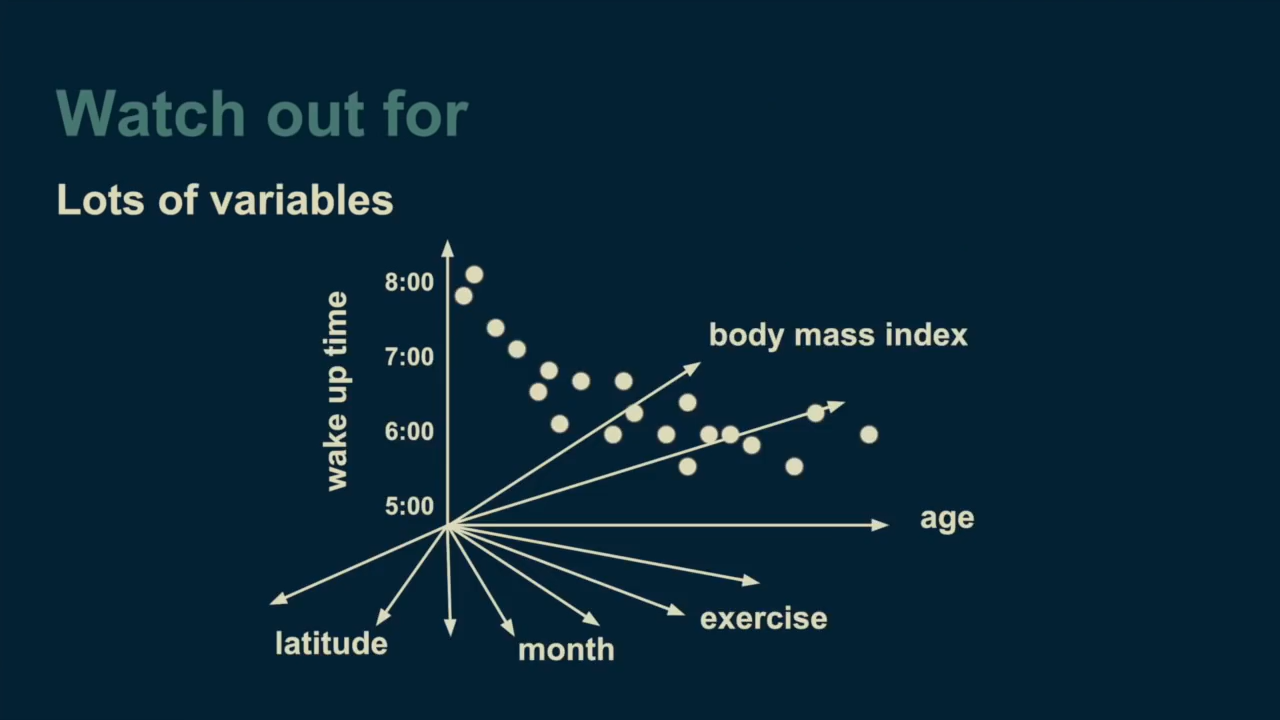 Watch out for
Lots of variables
wake up time
8:00
7:00
6:00
5:00
body mass index
age
exercise
month
latitude